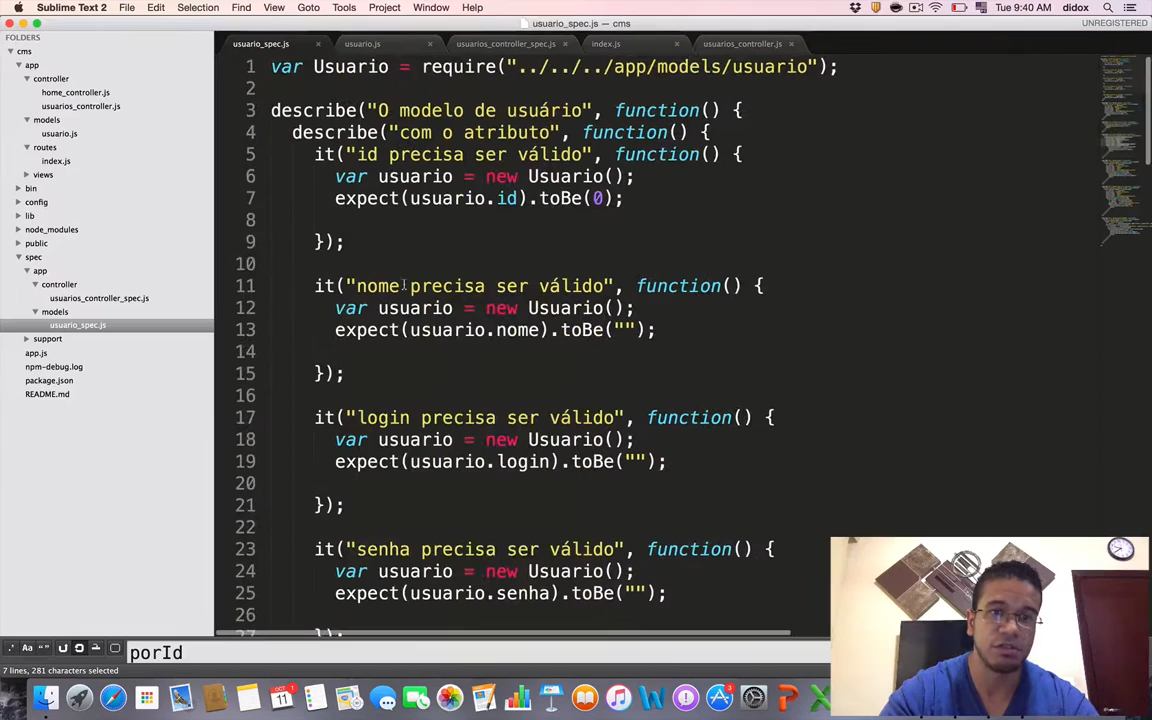 Sublime Text 2 File Edit Selection Find View Goto Tools Project Window Help Tue 9:40 AM didox
usuario_spec.js — cms UNREGISTERED
FOLDERS
cms
app
controller
home_controller.js
usuarios_controller.js
models
usuario.js
routes
index.js
views
bin
config
lib
node_modules
public
spec
app
controller
usuarios_controller_spec.js
models
usuario_spec.js
support
app.js
npm-debug.log
package.json
README.md
usuario_spec.js × usuario.js × usuarios_controller_spec.js × index.js × usuarios_controller.js ×
1 var Usuario = require("../../../app/models/usuario");
2
3 describe("O modelo de usuário", function() {
4 describe("com o atributo", function() {
5 it("id precisa ser válido", function() {
6 var usuario = new Usuario();
7 expect(usuario.id).toBe(0);
8
9 });
10
11 it("nome precisa ser válido", function() {
12 var usuario = new Usuario();
13 expect(usuario.nome).toBe("");
14
15 });
16
17 it("login precisa ser válido", function() {
18 var usuario = new Usuario();
19 expect(usuario.login).toBe("");
20
21 });
22
23 it("senha precisa ser válido", function() {
24 var usuario = new Usuario();
25 expect(usuario.senha).toBe("");
26
27 });
.* Aa “” porId
7 lines, 281 characters selected
OCT 1
3